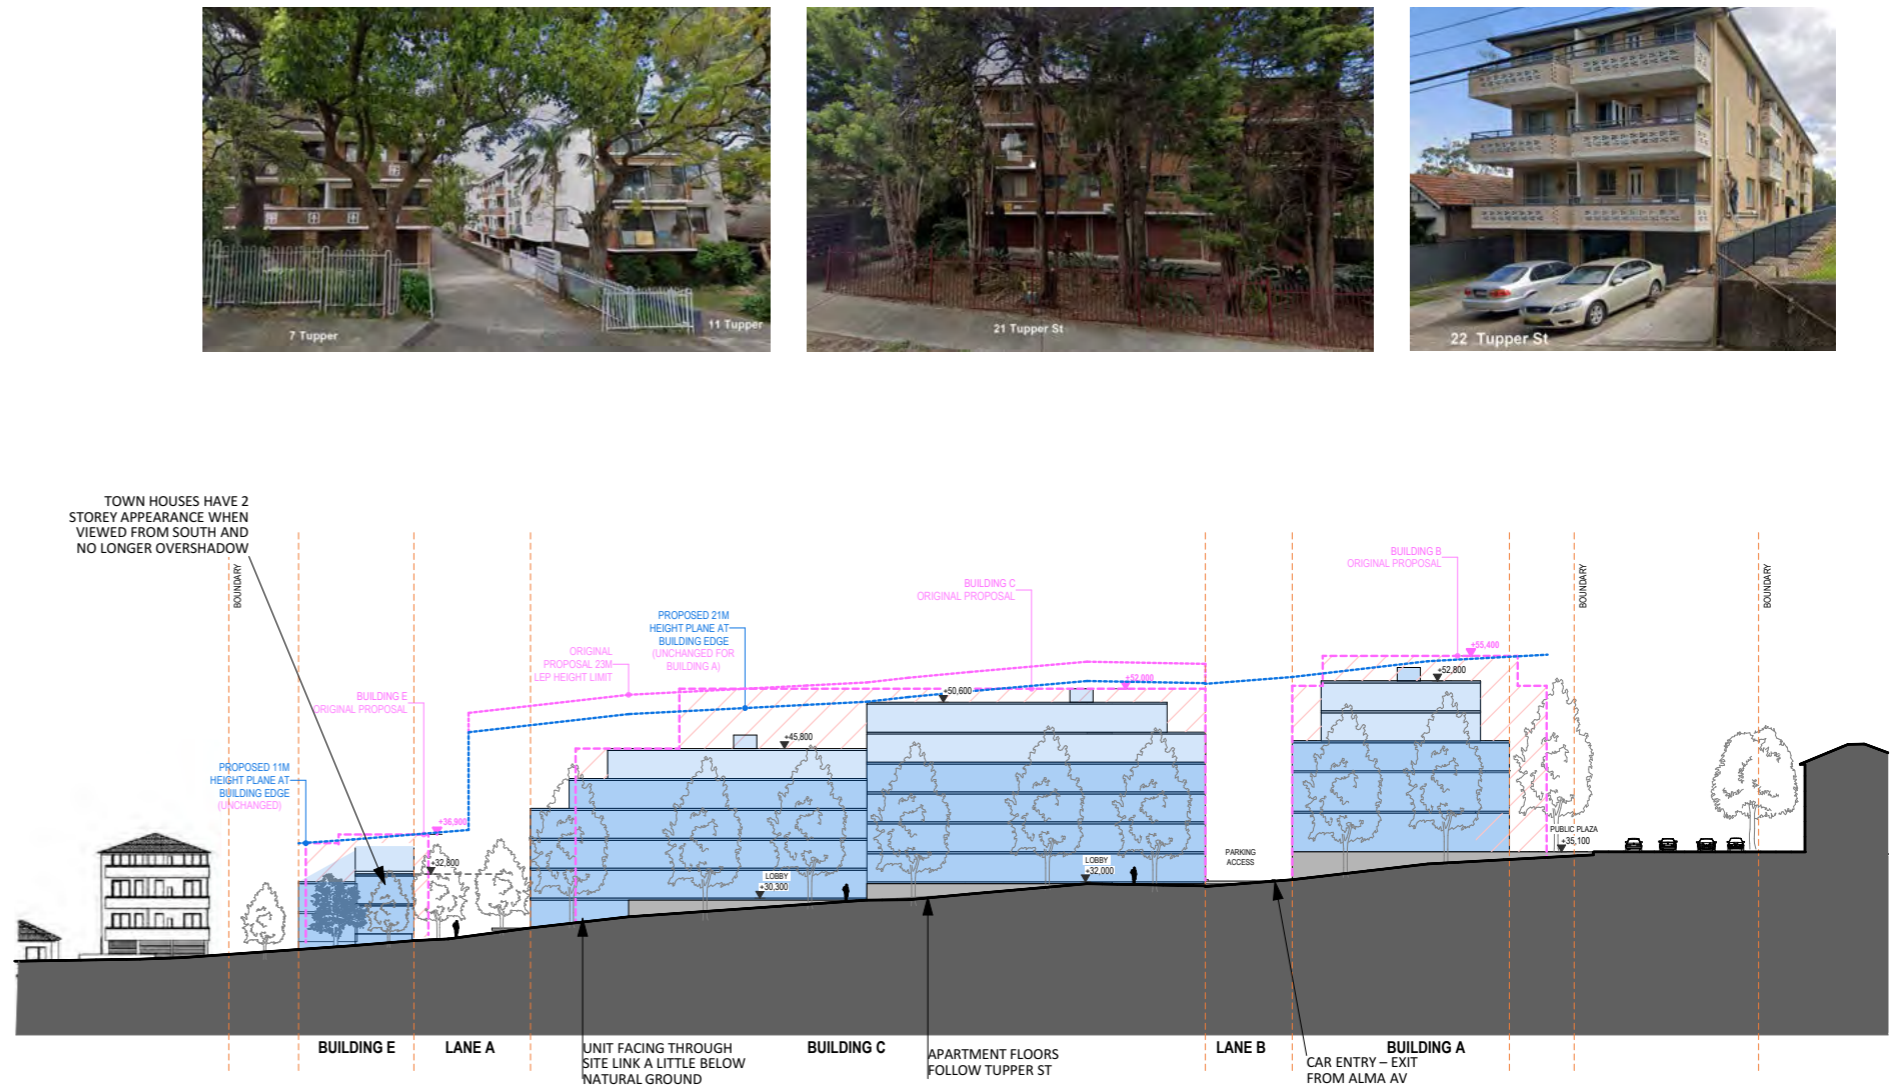 7 Tupper
11 Tupper
21 Tupper St
22 Tupper St
TOWN HOUSES HAVE 2
STOREY APPEARANCE WHEN
VIEWED FROM SOUTH AND
NO LONGER OVERSHADOW
BOUNDARY
PROPOSED 11M
HEIGHT PLANE AT
BUILDING EDGE
(UNCHANGED)
BUILDING E
ORIGINAL PROPOSAL
+36,900
+32,800
ORIGINAL
PROPOSAL 23M
LEP HEIGHT LIMIT
PROPOSED 21M
HEIGHT PLANE AT
BUILDING EDGE
(UNCHANGED FOR
BUILDING A)
+45,800
LOBBY
+30,300
BUILDING C
ORIGINAL PROPOSAL
+50,600
+52,000
LOBBY
+32,000
PARKING
ACCESS
BUILDING B
ORIGINAL PROPOSAL
+55,400
+52,800
BOUNDARY
PUBLIC PLAZA
+35,100
BOUNDARY
BUILDING E
LANE A
UNIT FACING THROUGH
SITE LINK A LITTLE BELOW
NATURAL GROUND
BUILDING C
APARTMENT FLOORS
FOLLOW TUPPER ST
LANE B
CAR ENTRY – EXIT
FROM ALMA AV
BUILDING A